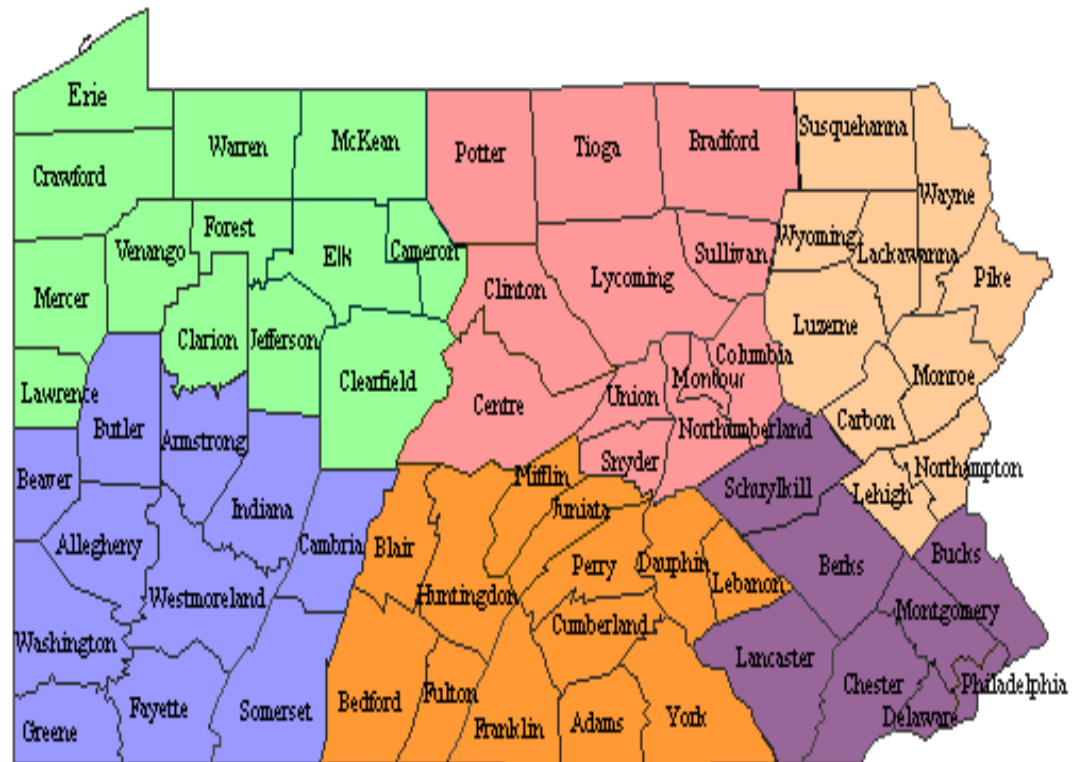 Erie
Warren
McKean
Potter
Tioga
Bradford
Susquehanna
Crawford
Wayne
Venango
Forest
Elk
Cameron
Sullivan
Wyoming
Lackawanna
Mercer
Clinton
Lycoming
Pike
Clarion
Jefferson
Luzerne
Columbia
Lawrence
Clearfield
Centre
Union
Montour
Monroe
Butler
Armstrong
Northumberland
Carbon
Beaver
Mifflin
Snyder
Schuylkill
Lehigh
Northampton
Indiana
Juniata
Allegheny
Cambria
Blair
Perry
Dauphin
Lebanon
Berks
Bucks
Westmoreland
Huntingdon
Cumberland
Montgomery
Washington
Lancaster
Chester
Philadelphia
Greene
Fayette
Somerset
Bedford
Fulton
Franklin
Adams
York
Delaware